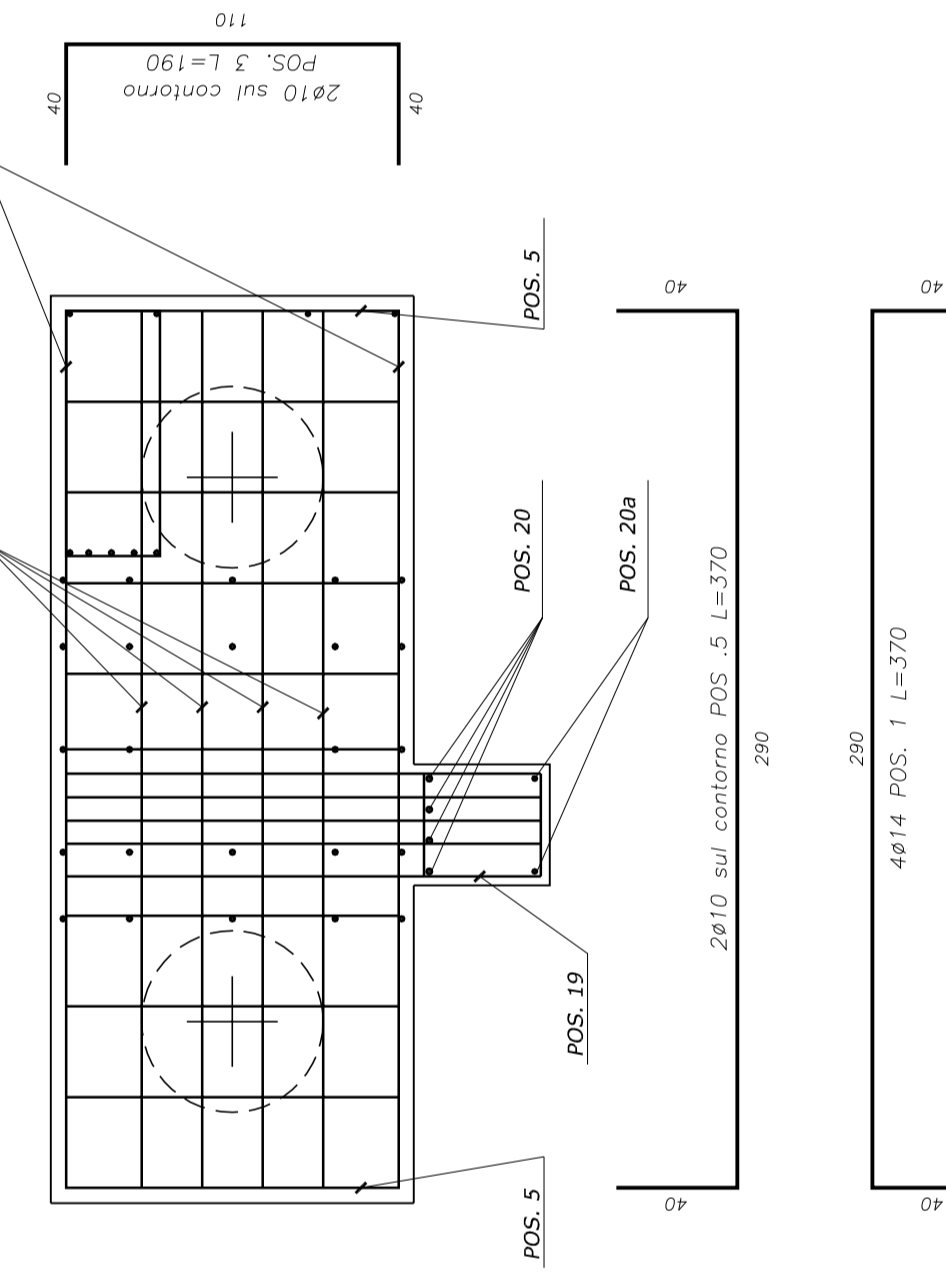 110
POS. 3 L=190
2ø10 sul contorno
40
40
POS. 5
POS. 20
POS. 20a
POS. 19
POS. 5
40
2ø10 sul contorno POS .5 L=370
290
40
40
290
4ø14 POS. 1 L=370
40